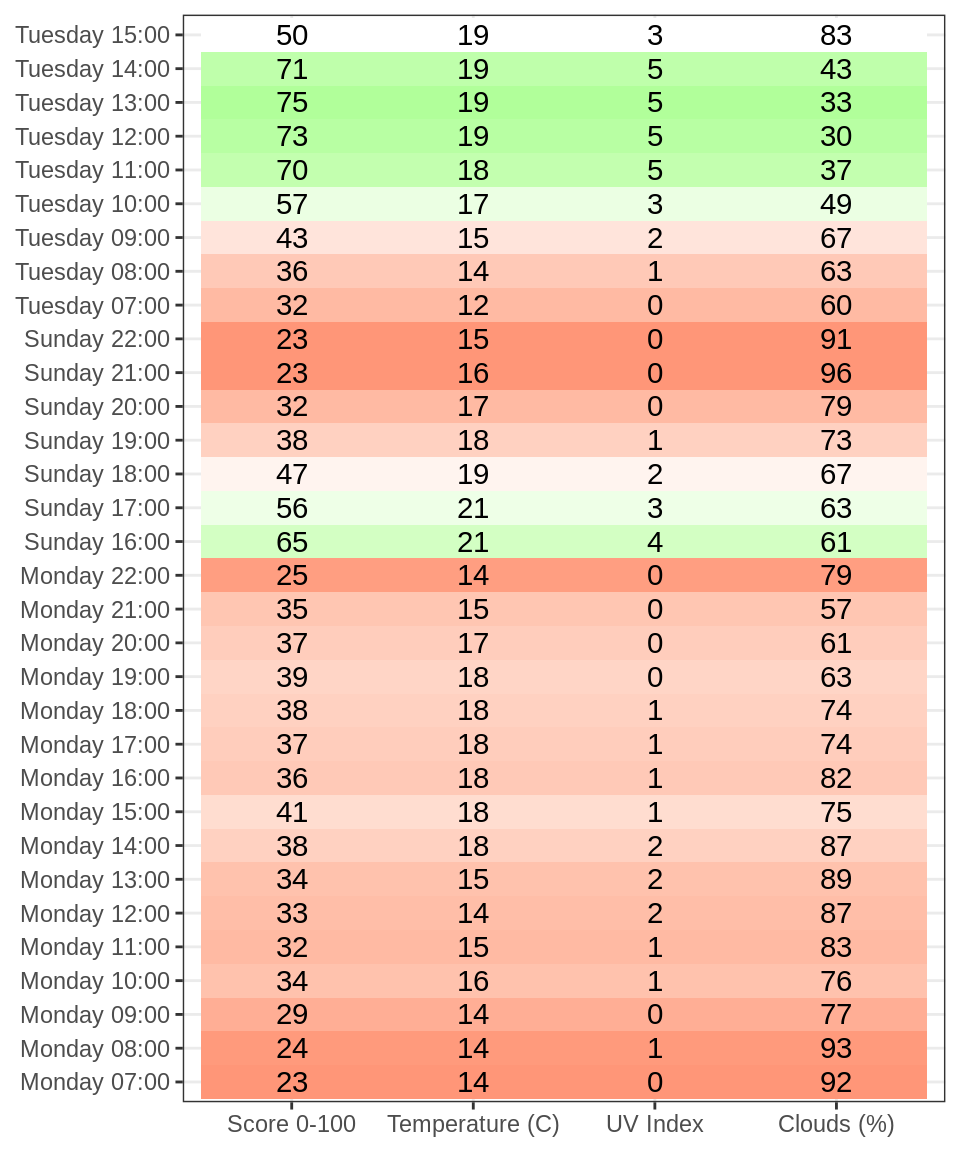 Tuesday 15:00 50 19 3 83
Tuesday 14:00 71 19 5 43
Tuesday 13:00 75 19 5 33
Tuesday 12:00 73 19 5 30
Tuesday 11:00 70 18 5 37
Tuesday 10:00 57 17 3 49
Tuesday 09:00 43 15 2 67
Tuesday 08:00 36 14 1 63
Tuesday 07:00 32 12 0 60
Sunday 22:00 23 15 0 91
Sunday 21:00 23 16 0 96
Sunday 20:00 32 17 0 79
Sunday 19:00 38 18 1 73
Sunday 18:00 47 19 2 67
Sunday 17:00 56 21 3 63
Sunday 16:00 65 21 4 61
Monday 22:00 25 14 0 79
Monday 21:00 35 15 0 57
Monday 20:00 37 17 0 61
Monday 19:00 39 18 0 63
Monday 18:00 38 18 1 74
Monday 17:00 37 18 1 74
Monday 16:00 36 18 1 82
Monday 15:00 41 18 1 75
Monday 14:00 38 18 2 87
Monday 13:00 34 15 2 89
Monday 12:00 33 14 2 87
Monday 11:00 32 15 1 83
Monday 10:00 34 16 1 76
Monday 09:00 29 14 0 77
Monday 08:00 24 14 1 93
Monday 07:00 23 14 0 92
Score 0-100 Temperature (C) UV Index Clouds (%)